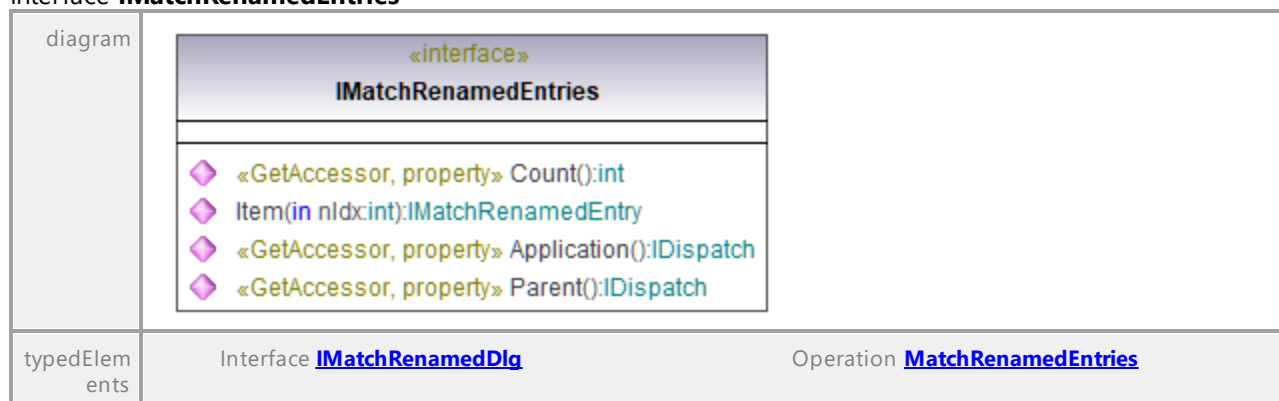 interface IMatchRenamedEntries
diagram
«interface»
IMatchRenamedEntries
«GetAccessor, property» Count():int
Item(in nIdx:int):IMatchRenamedEntry
«GetAccessor, property» Application():IDispatch
«GetAccessor, property» Parent():IDispatch
typedElem
ents
Interface IMatchRenamedDlg
Operation MatchRenamedEntries